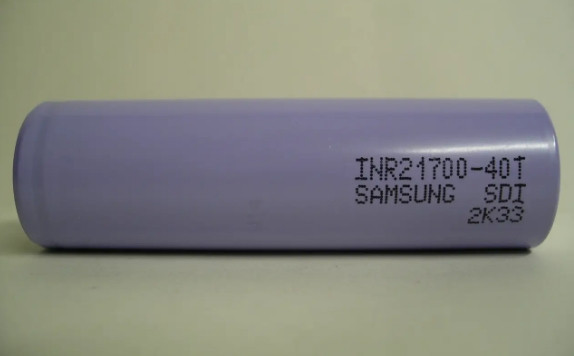 INR21700-40T
SAMSUNG SDI
2K33